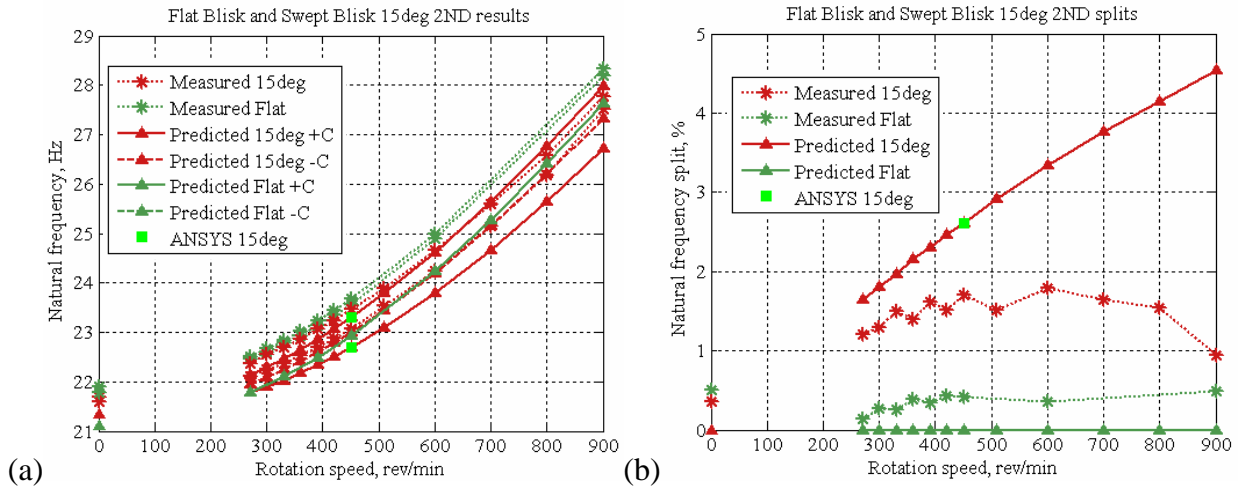 Flat Blisk and Swept Blisk 15deg 2ND results
29
28
27
26
25
24
23
22
21
Natural frequency, Hz
Measured 15deg
Measured Flat
Predicted 15deg +C
Predicted 15deg -C
Predicted Flat +C
Predicted Flat -C
ANSYS 15deg
0 100 200 300 400 500 600 700 800 900
Rotation speed, rev/min
(a)
Flat Blisk and Swept Blisk 15deg 2ND splits
5
4
3
2
1
0
Natural frequency split, %
Measured 15deg
Measured Flat
Predicted 15deg
Predicted Flat
ANSYS 15deg
0 100 200 300 400 500 600 700 800 900
Rotation speed, rev/min
(b)